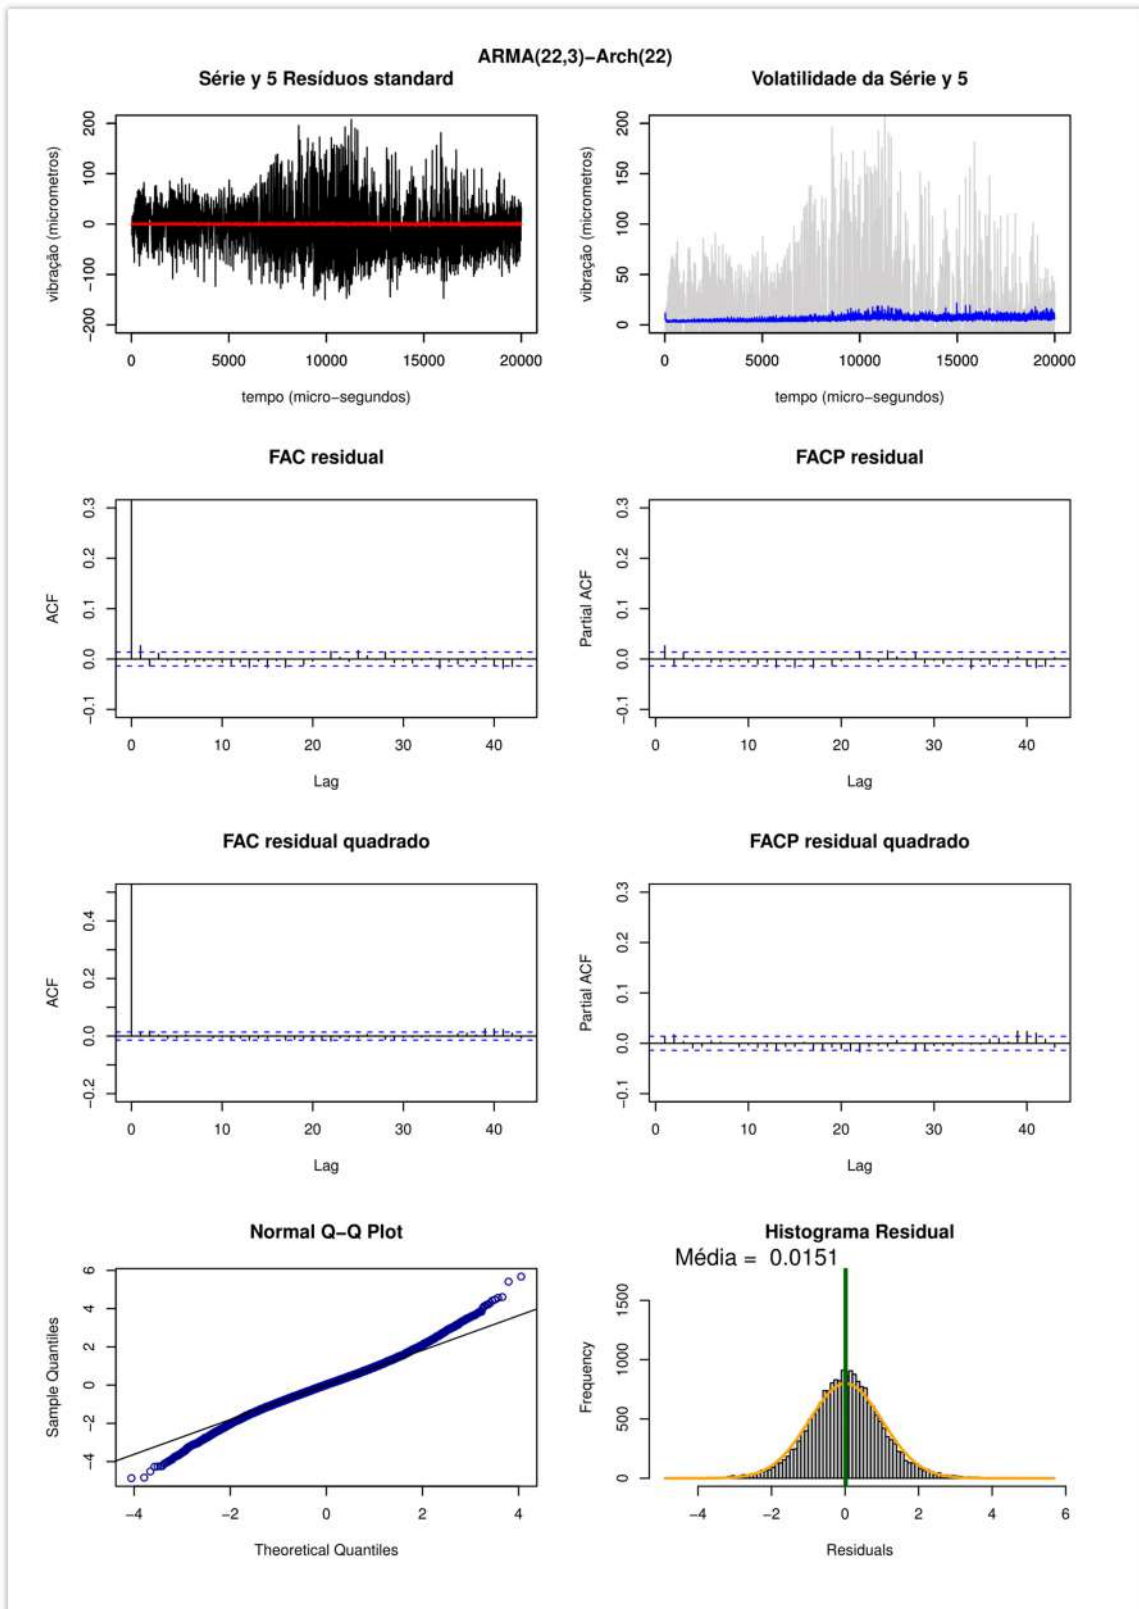 ARMA(22,3)−Arch(22)
Série y 5 Resíduos standard
vibração (micrometros)
200
100
0
−100
−200
0 5000 10000 15000 20000
tempo (micro−segundos)
Volatilidade da Série y 5
vibração (micrometros)
200
150
100
50
0
0 5000 10000 15000 20000
tempo (micro−segundos)
FAC residual
ACF
0.3
0.2
0.1
0.0
−0.1
0 10 20 30 40
Lag
FACP residual
Partial ACF
0.3
0.2
0.1
0.0
−0.1
0 10 20 30 40
Lag
FAC residual quadrado
ACF
0.4
0.2
0.0
−0.2
0 10 20 30 40
Lag
FACP residual quadrado
Partial ACF
0.3
0.2
0.1
0.0
−0.1
0 10 20 30 40
Lag
Normal Q−Q Plot
Sample Quantiles
6
4
2
0
−2
−4
−4 −2 0 2 4
Theoretical Quantiles
Histograma Residual
Média = 0.0151
Frequency
1500
1000
500
0
−4 −2 0 2 4 6
Residuals